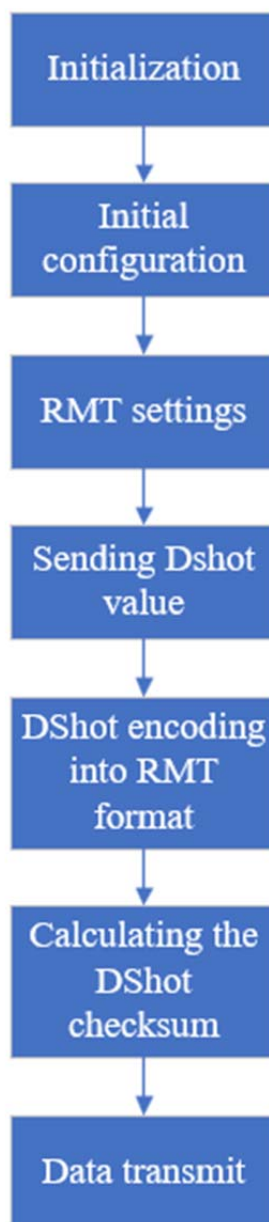 Initialization
Initial
configuration
RMT settings
Sending Dshot
value
DShot encoding
into RMT
format
Calculating the
DShot
checksum
Data transmit